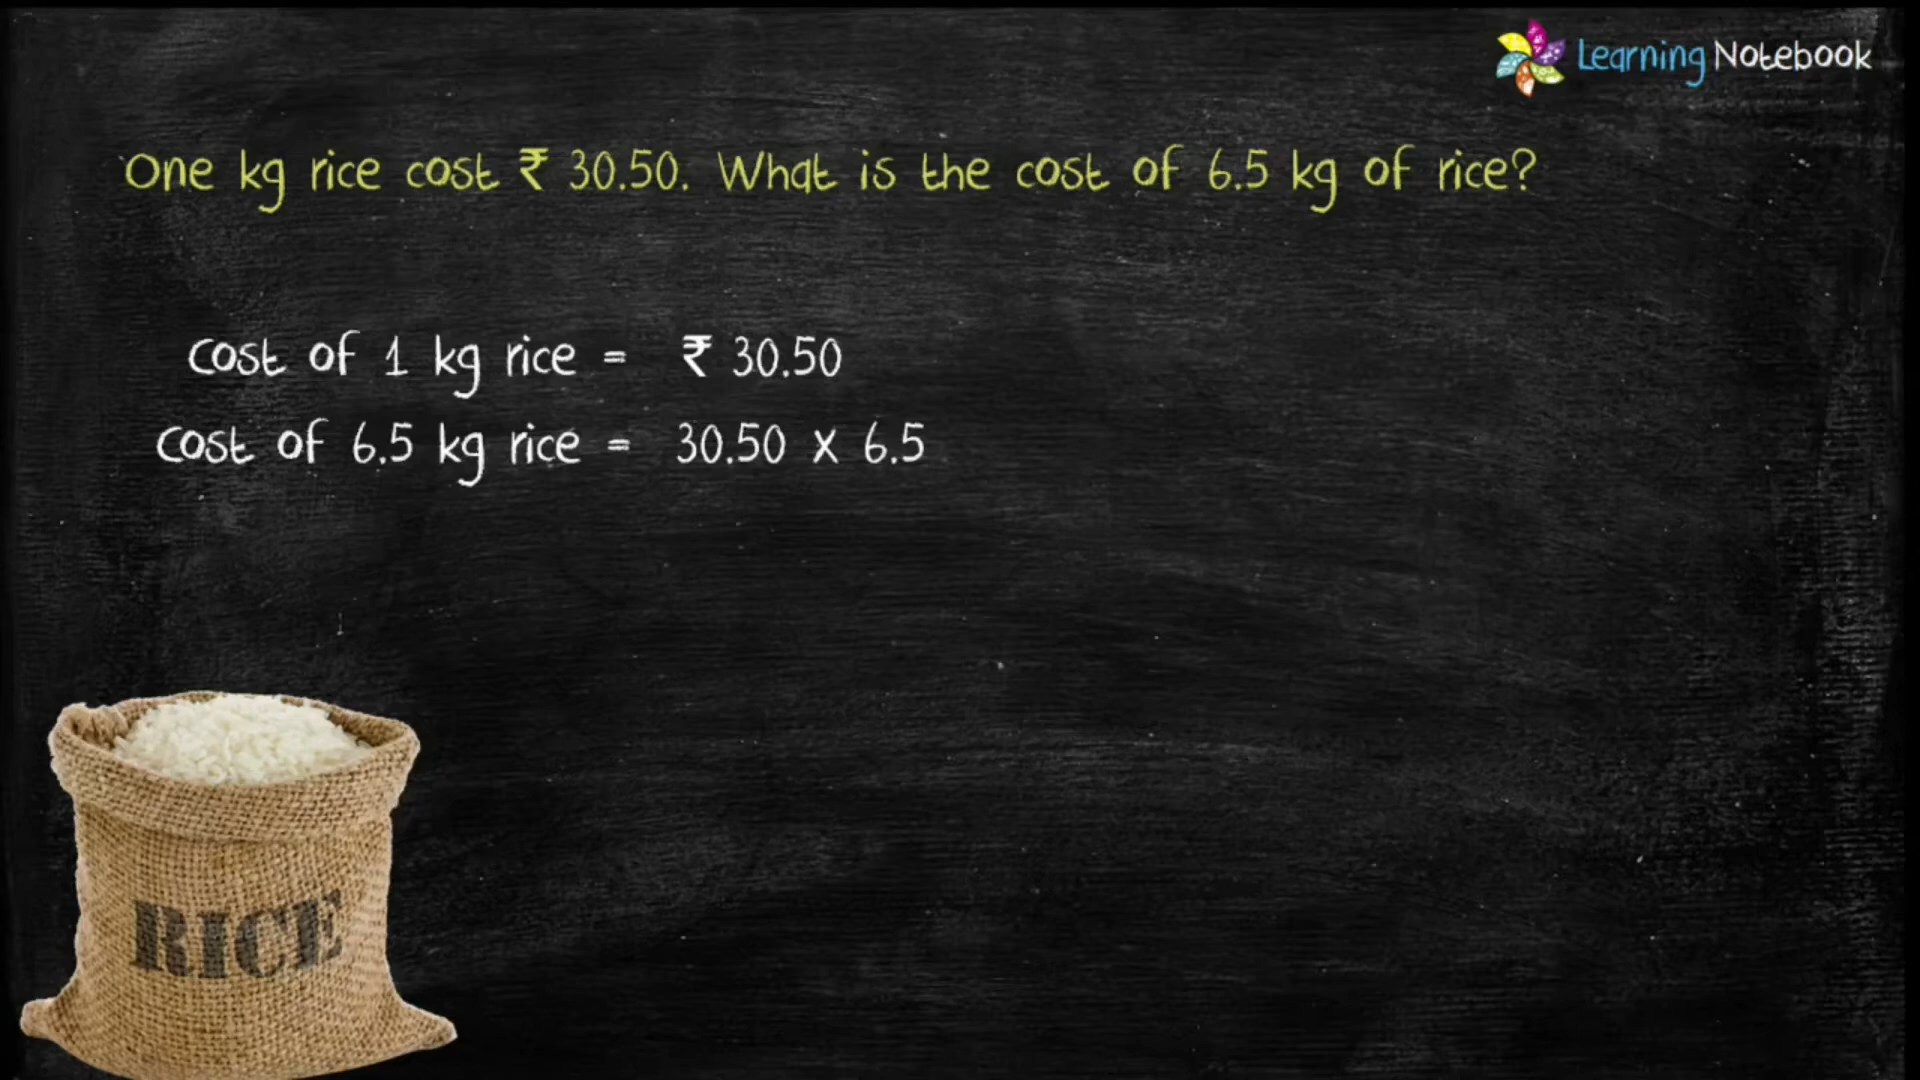 Learning Notebook
One kg rice cost ₹ 30.50. What is the cost of 6.5 kg of rice?
Cost of 1 kg rice = ₹ 30.50
Cost of 6.5 kg rice = 30.50 x 6.5
RICE